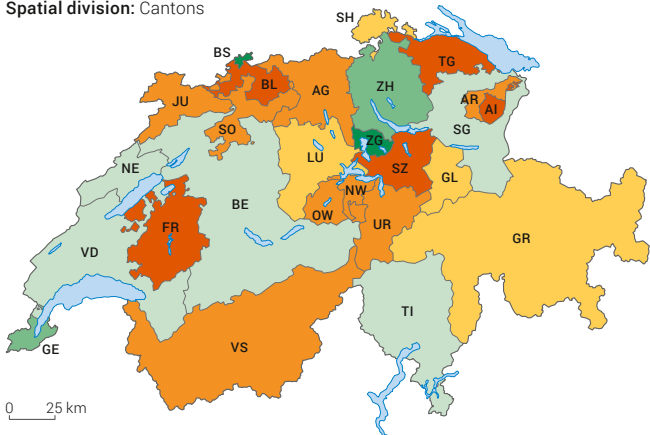 Spatial division: Cantons
SH
BS
TG
BL
ZH
AG
JU
AR
AI
SO
SG
ZG
LU
NE
SZ
GL
NW
BE
OW
FR
UR
GR
VD
TI
VS
GE
0 25 km